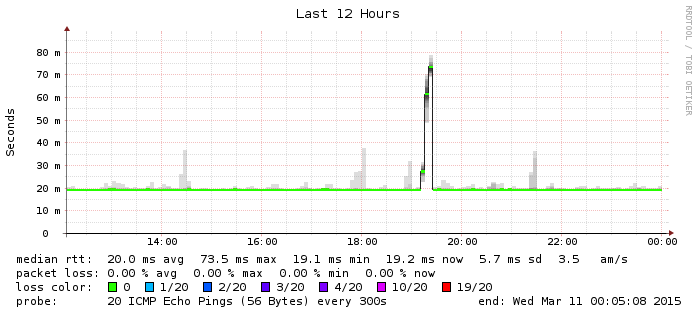 Last 12 Hours
RRDTOOL / TOBI OETIKER
Seconds
80 m
70 m
60 m
50 m
40 m
30 m
20 m
10 m
0
14:00 16:00 18:00 20:00 22:00 00:00
median rtt: 20.0 ms avg 73.5 ms max 19.1 ms min 19.2 ms now 5.7 ms sd 3.5 am/s
packet loss: 0.00 % avg 0.00 % max 0.00 % min 0.00 % now
loss color: 0 1/20 2/20 3/20 4/20 10/20 19/20
probe: 20 ICMP Echo Pings (56 Bytes) every 300s end: Wed Mar 11 00:05:08 2015